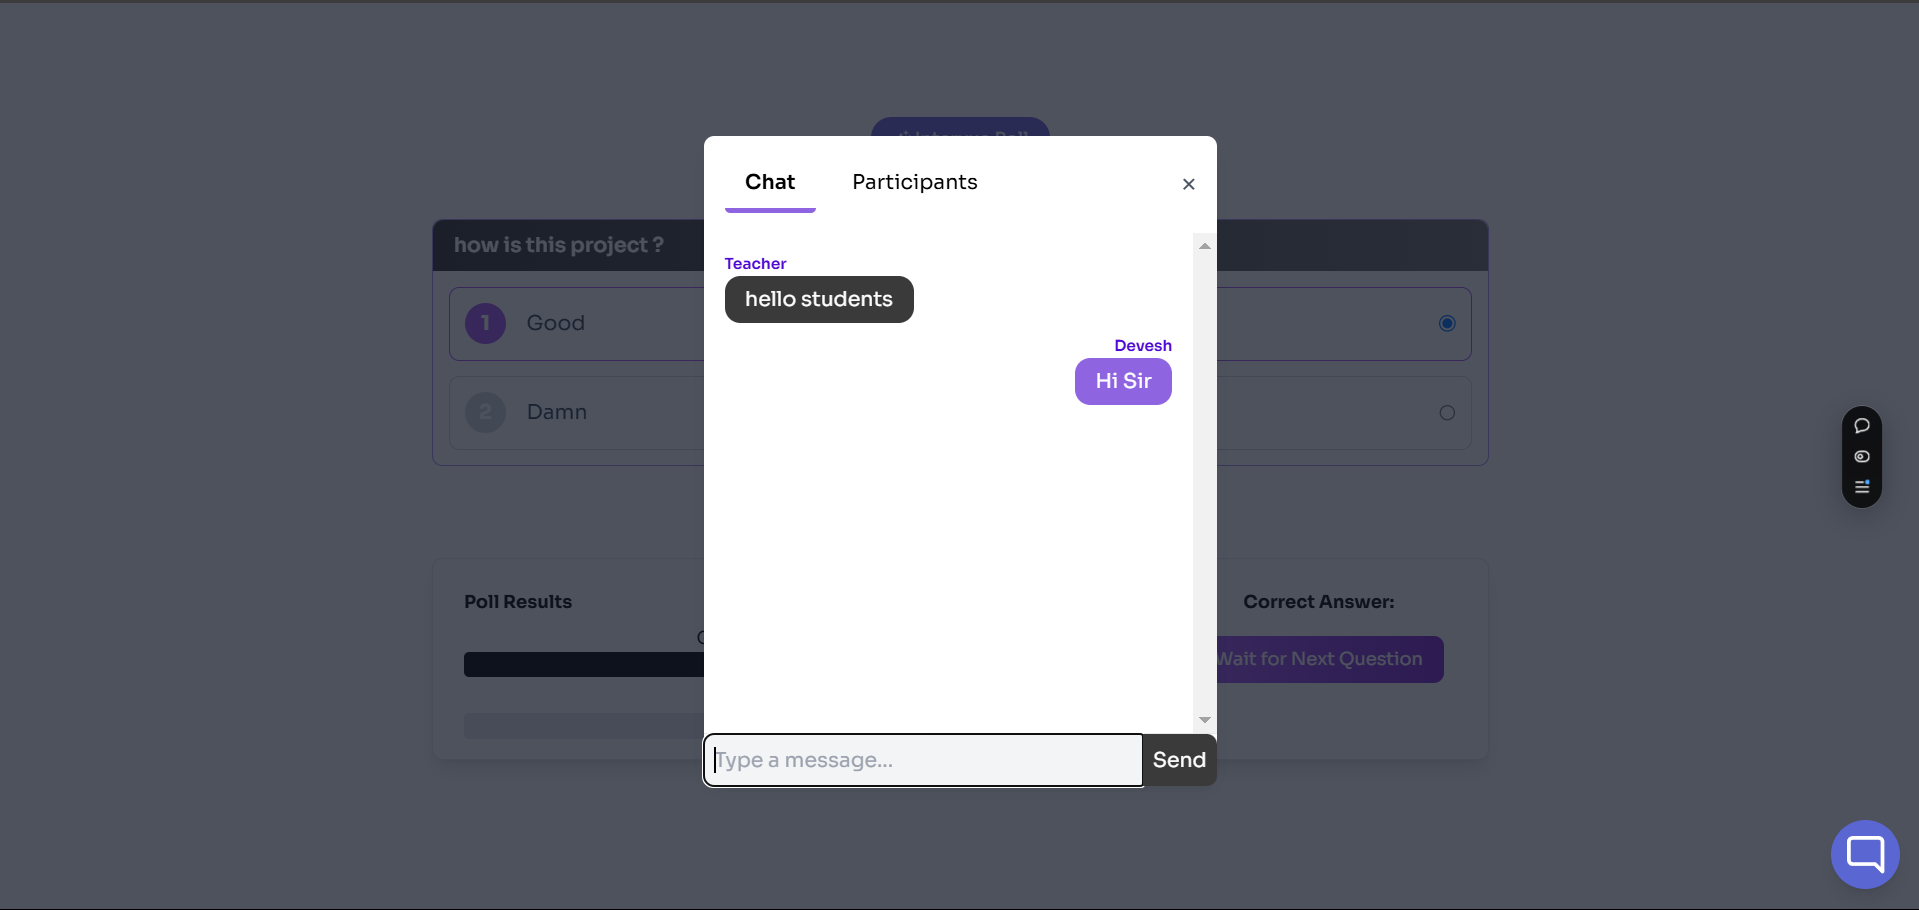 Chat Participants
how is this project ?
Teacher
hello students
1 Good
Devesh
Hi Sir
2 Damn
Poll Results
Correct Answer:
Wait for Next Question
Type a message...
Send